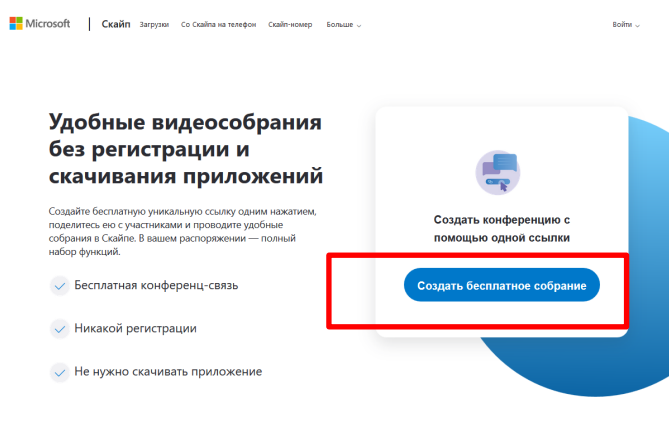 Microsoft Скайп Загрузки Со Скайпа на телефон Скайп-номер Больше Войти
Удобные видеособрания
без регистрации и
скачивания приложений
Создайте бесплатную уникальную ссылку одним нажатием,
поделитесь ею с участниками и проводите удобные
собрания в Скайпе. В вашем распоряжении — полный
набор функций.
Бесплатная конференц-связь
Никакой регистрации
Не нужно скачивать приложение
Создать конференцию с
помощью одной ссылки
Создать бесплатное собрание